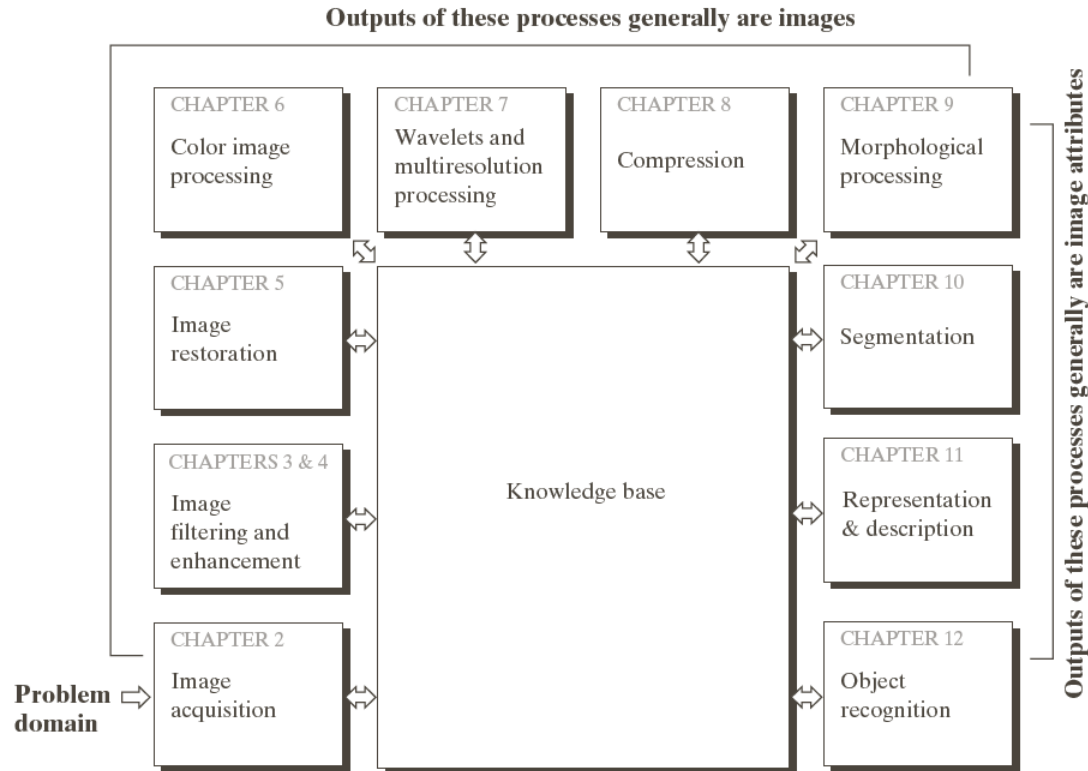 Outputs of these processes generally are images
CHAPTER 6
Color image
processing
CHAPTER 7
Wavelets and
multiresolution
processing
CHAPTER 8
Compression
CHAPTER 9
Morphological
processing
CHAPTER 5
Image
restoration
CHAPTER 10
Segmentation
CHAPTERS 3 & 4
Image
filtering and
enhancement
Knowledge base
CHAPTER 11
Representation
& description
CHAPTER 2
Image
acquisition
CHAPTER 12
Object
recognition
Problem
domain
Outputs of these processes generally are image attributes